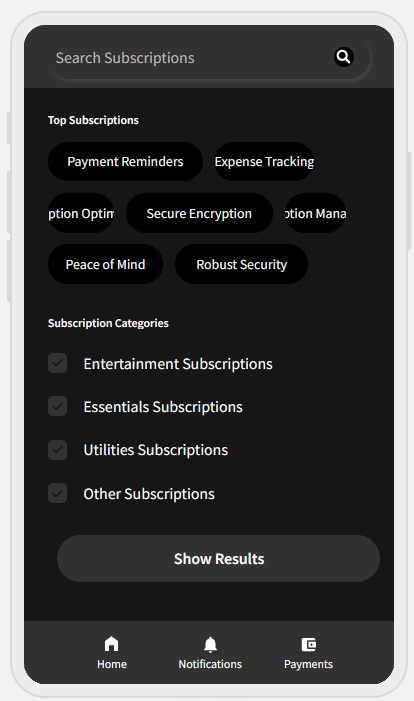 Search Subscriptions
Top Subscriptions
Payment Reminders Expense Tracking
ption Optim Secure Encryption ption Mana
Peace of Mind Robust Security
Subscription Categories
Entertainment Subscriptions
Essentials Subscriptions
Utilities Subscriptions
Other Subscriptions
Show Results
Home Notifications Payments